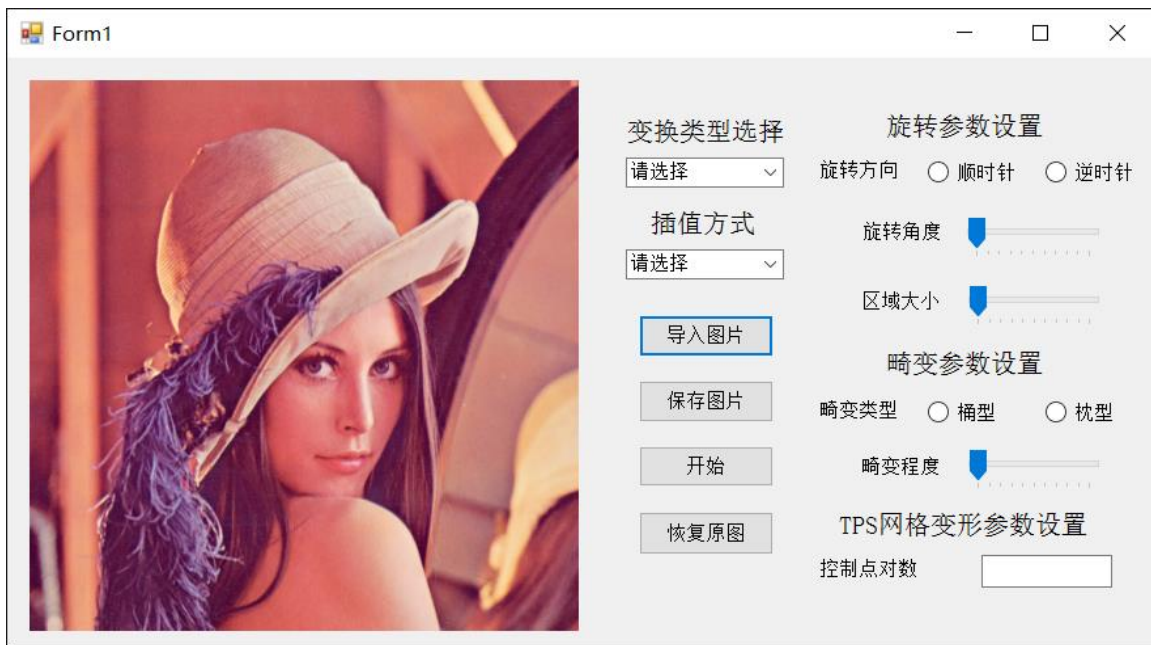 Form1
变换类型选择
请选择
插值方式
请选择
导入图片
保存图片
开始
恢复原图
旋转参数设置
旋转方向 顺时针 逆时针
旋转角度
区域大小
畸变参数设置
畸变类型 桶型 枕型
畸变程度
TPS网格变形参数设置
控制点对数